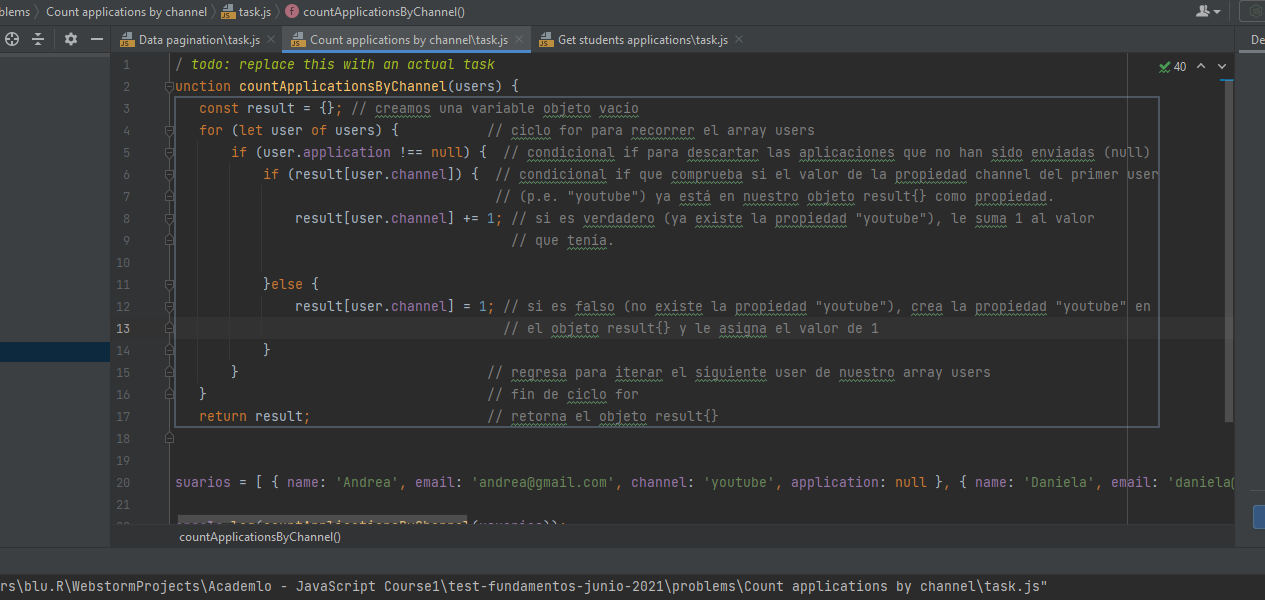 blems Count applications by channel task.js f countApplicationsByChannel()
Data pagination\task.js Count applications by channel\task.js Get students applications\task.js De
1 / todo: replace this with an actual task
40
2 unction countApplicationsByChannel(users) {
3 const result = {}; // creamos una variable objeto vacio
4 for (let user of users) { // ciclo for para recorrer el array users
5 if (user.application !== null) { // condicional if para descartar las aplicaciones que no han sido enviadas (null)
6 if (result[user.channel]) { // condicional if que comprueba si el valor de la propiedad channel del primer user
7 // (p.e. "youtube") ya está en nuestro objeto result{} como propiedad.
8 result[user.channel] += 1; // si es verdadero (ya existe la propiedad "youtube"), le suma 1 al valor
9 // que tenía.
10
11 }else {
12 result[user.channel] = 1; // si es falso (no existe la propiedad "youtube"), crea la propiedad "youtube" en
13 // el objeto result{} y le asigna el valor de 1
14 }
15 } // regresa para iterar el siguiente user de nuestro array users
16 } // fin de ciclo for
17 return result; // retorna el objeto result{}
18
19
20 suarios = [ { name: 'Andrea', email: 'andrea@gmail.com', channel: 'youtube', application: null }, { name: 'Daniela', email: 'daniela@
21
countApplicationsByChannel()
rs\blu.R\WebstormProjects\Academlo - JavaScript Course1\test-fundamentos-junio-2021\problems\Count applications by channel\task.js"